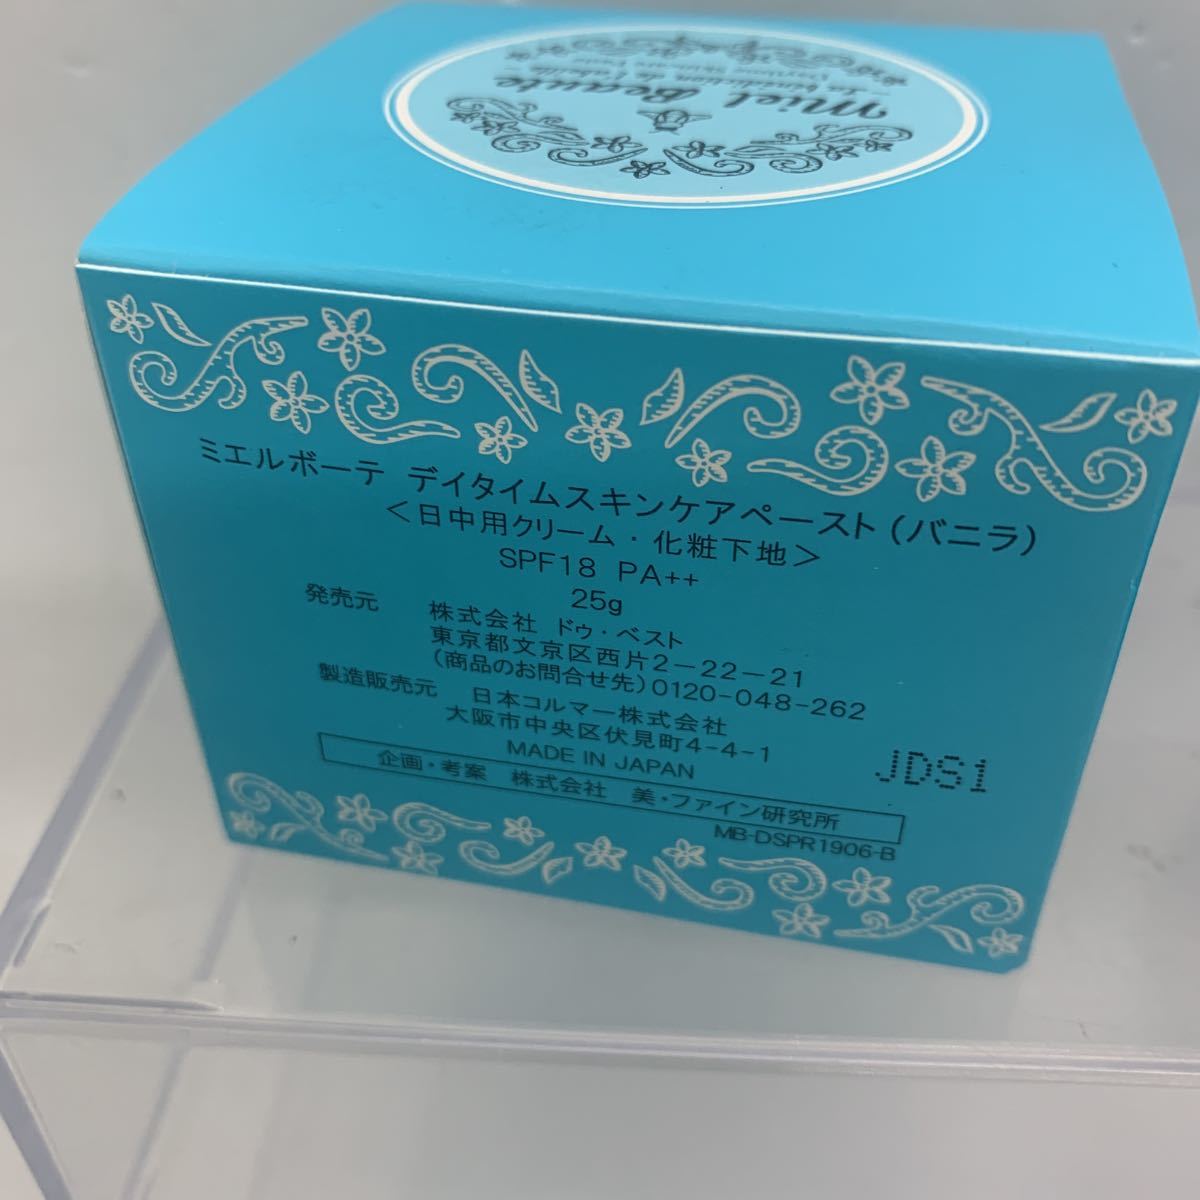 Miel Beaute
ミエルボーテ デイタイムスキンケアペースト(バニラ)
<日中用クリーム・化粧下地>
SPF18 PA++
25g
発売元 株式会社 ドゥ・ベスト
東京都文京区西片2-22-21
(商品のお問合せ先)0120-048-262
製造販売元 日本コルマー株式会社
大阪市中央区伏見町4-4-1
MADE IN JAPAN
企画・考案 株式会社 美・ファイン研究所
MB-DSPR1906-B
JDS1